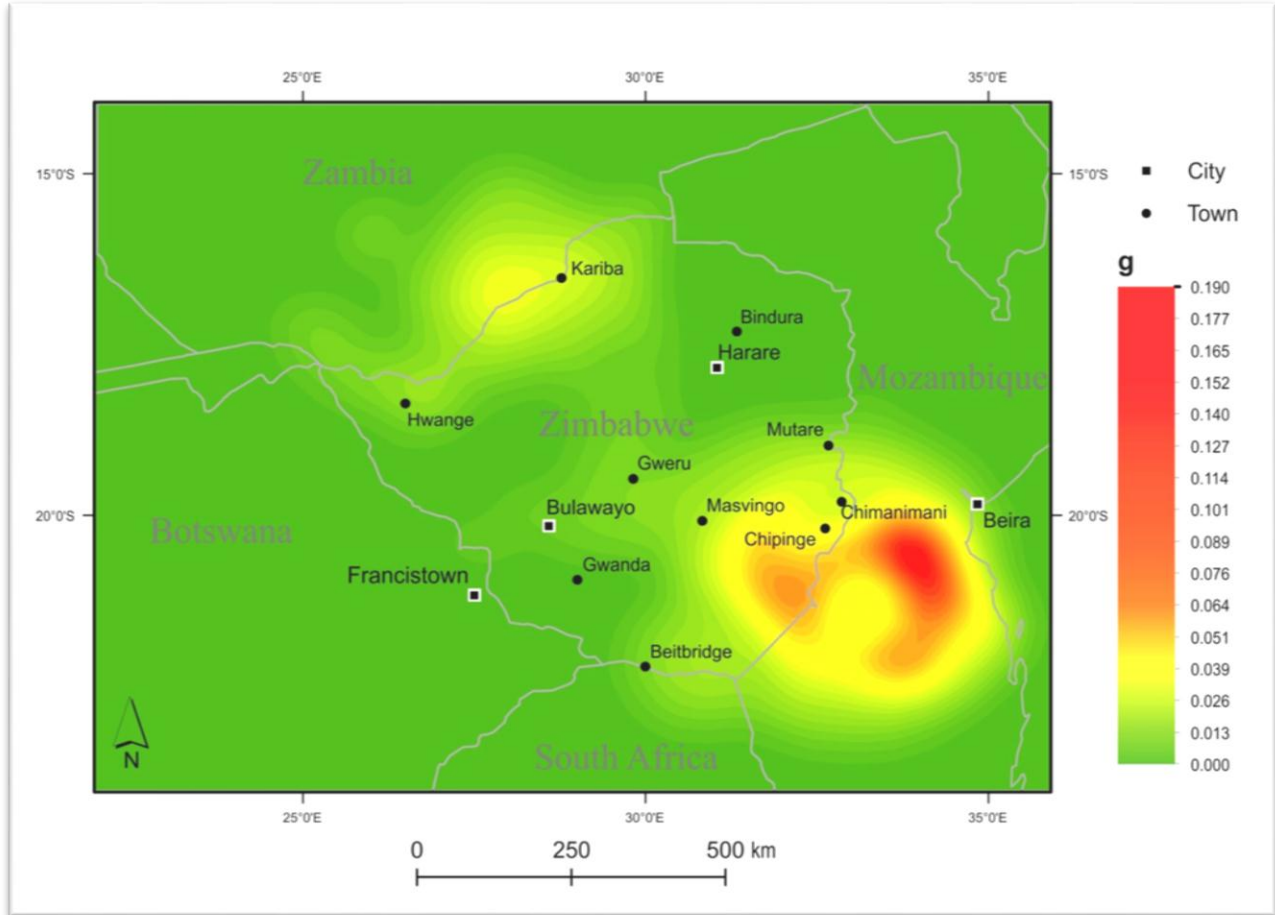 25°0'E 30°0'E 35°0'E
15°0'S 15°0'S
Zambia
City
Town
Kariba
g
Bindura
Harare
Mozambique
Hwange
Zimbabwe
Mutare
Gweru
Bulawayo
Masvingo
Chimanimani
20°0'S 20°0'S
Beira
Botswana
Chipinge
Gwanda
Francistown
Beitbridge
South Africa
N
0.190
0.177
0.165
0.152
0.140
0.127
0.114
0.101
0.089
0.076
0.064
0.051
0.039
0.026
0.013
0.000
25°0'E 30°0'E 35°0'E
0 250 500 km